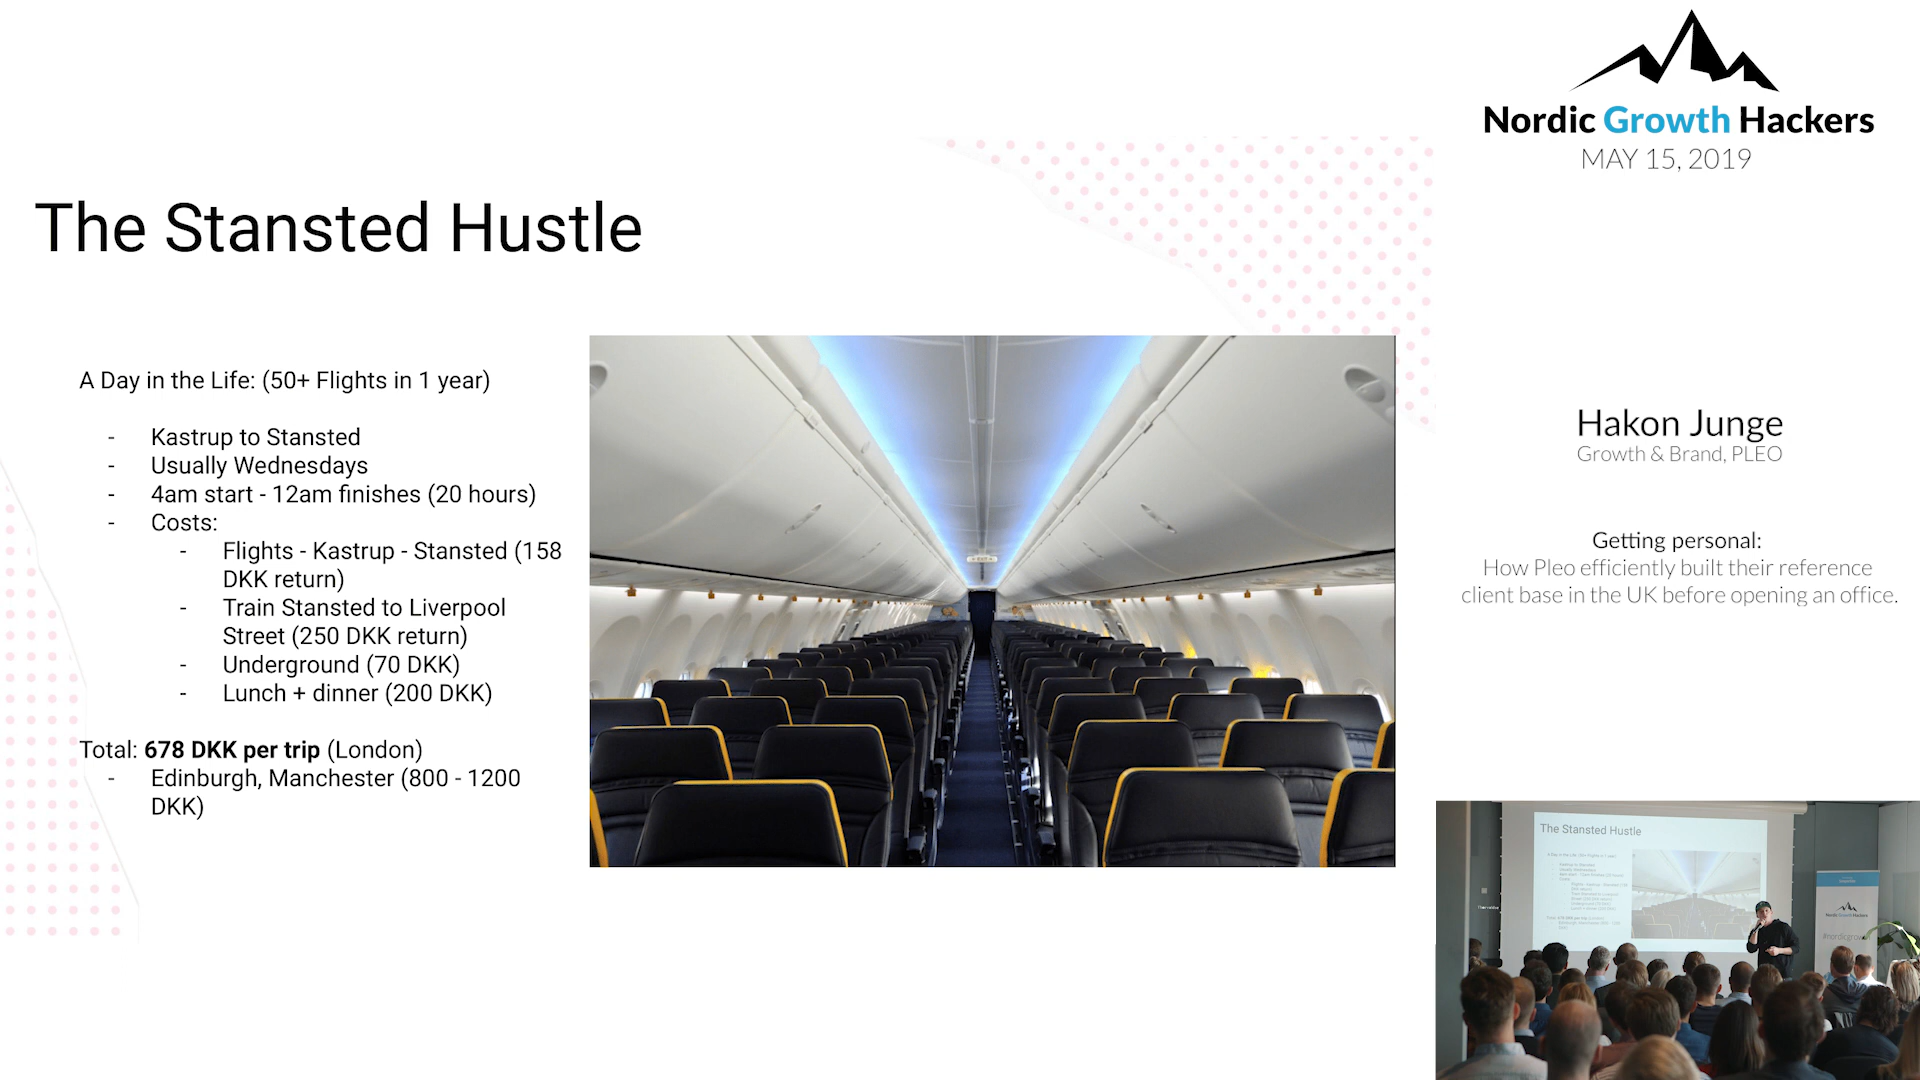 The Stansted Hustle
A Day in the Life: (50+ Flights in 1 year)
- Kastrup to Stansted
- Usually Wednesdays
- 4am start - 12am finishes (20 hours)
- Costs:
- Flights - Kastrup - Stansted (158
DKK return)
- Train Stansted to Liverpool
Street (250 DKK return)
- Underground (70 DKK)
- Lunch + dinner (200 DKK)
Total: 678 DKK per trip (London)
- Edinburgh, Manchester (800 - 1200
DKK)
Nordic Growth Hackers
MAY 15, 2019
Hakon Junge
Growth & Brand, PLEO
Getting personal:
How Pleo efficiently built their reference
client base in the UK before opening an office.
The Stansted Hustle
Nordic Growth Hackers